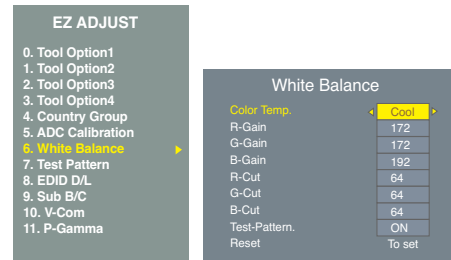 EZ ADJUST
0. Tool Option1
1. Tool Option2
2. Tool Option3
3. Tool Option4
4. Country Group
5. ADC Calibration
6. White Balance
7. Test Pattern
8. EDID D/L
9. Sub B/C
10. V-Com
11. P-Gamma
White Balance
Color Temp. Cool
R-Gain 172
G-Gain 172
B-Gain 192
R-Cut 64
G-Cut 64
B-Cut 64
Test-Pattern. ON
Reset To set